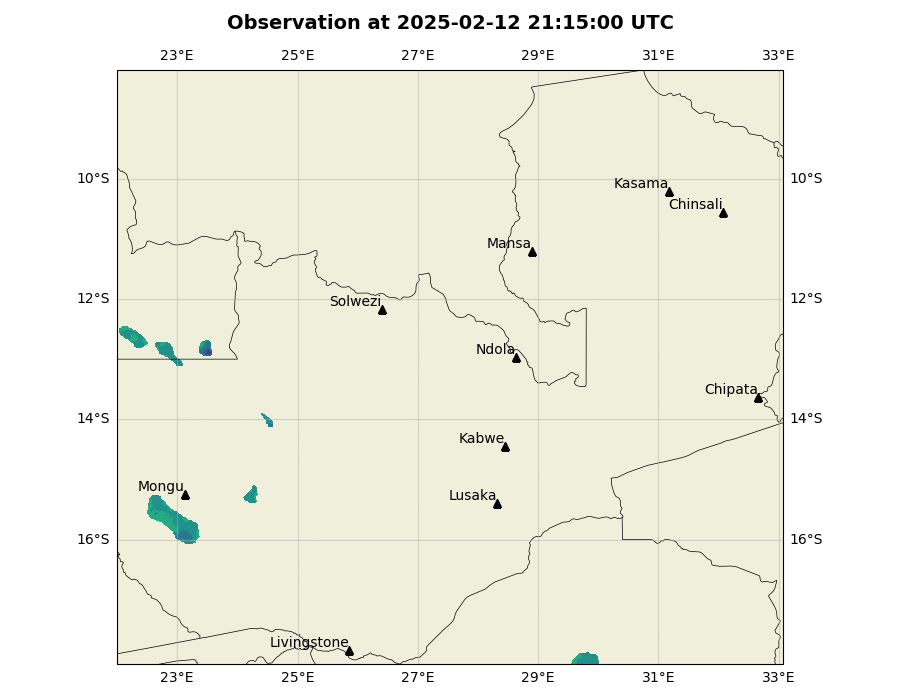 Observation at 2025-02-12 21:15:00 UTC
23°E 25°E 27°E 29°E 31°E 33°E
10°S 10°S
Kasama
Chinsali
Mansa
12°S 12°S
Solwezi
Ndola
Chipata
14°S 14°S
Kabwe
Mongu
Lusaka
16°S 16°S
Livingstone
23°E 25°E 27°E 29°E 31°E 33°E